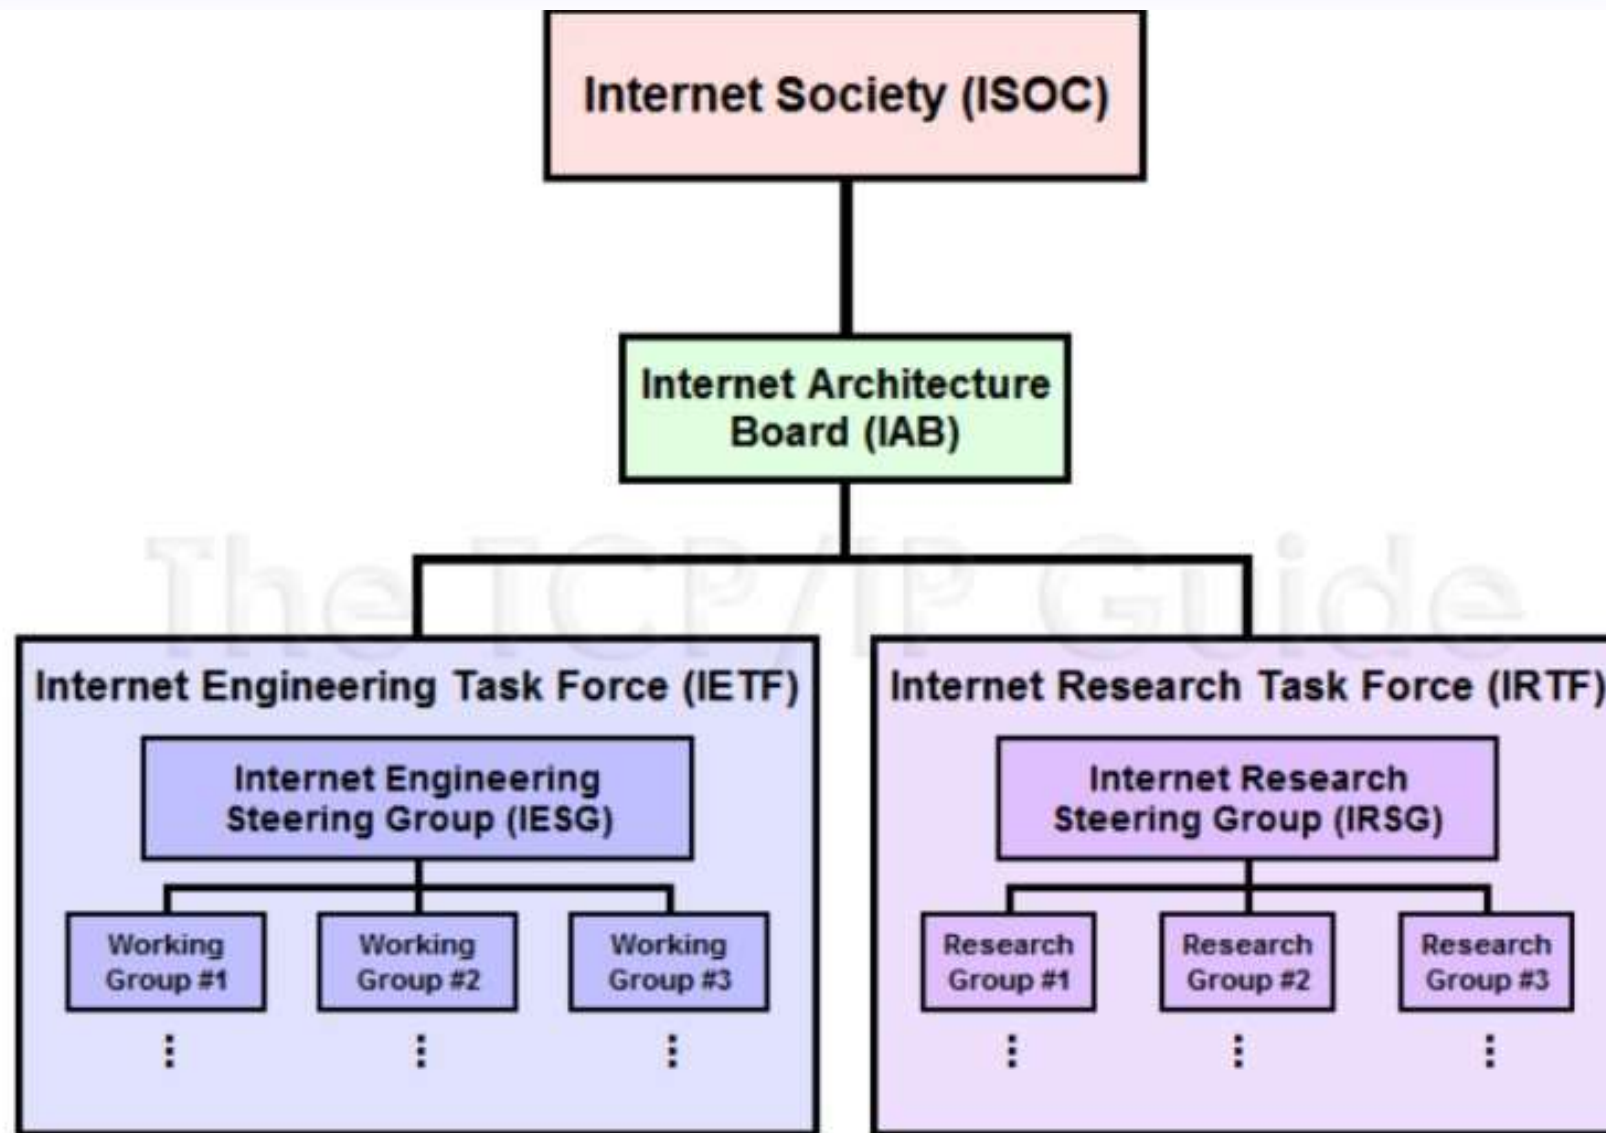 Internet Society (ISOC)
Internet Architecture
Board (IAB)
The TCP/IP Guide
Internet Engineering Task Force (IETF)
Internet Engineering
Steering Group (IESG)
Working
Group #1
Working
Group #2
Working
Group #3
Internet Research Task Force (IRTF)
Internet Research
Steering Group (IRSG)
Research
Group #1
Research
Group #2
Research
Group #3